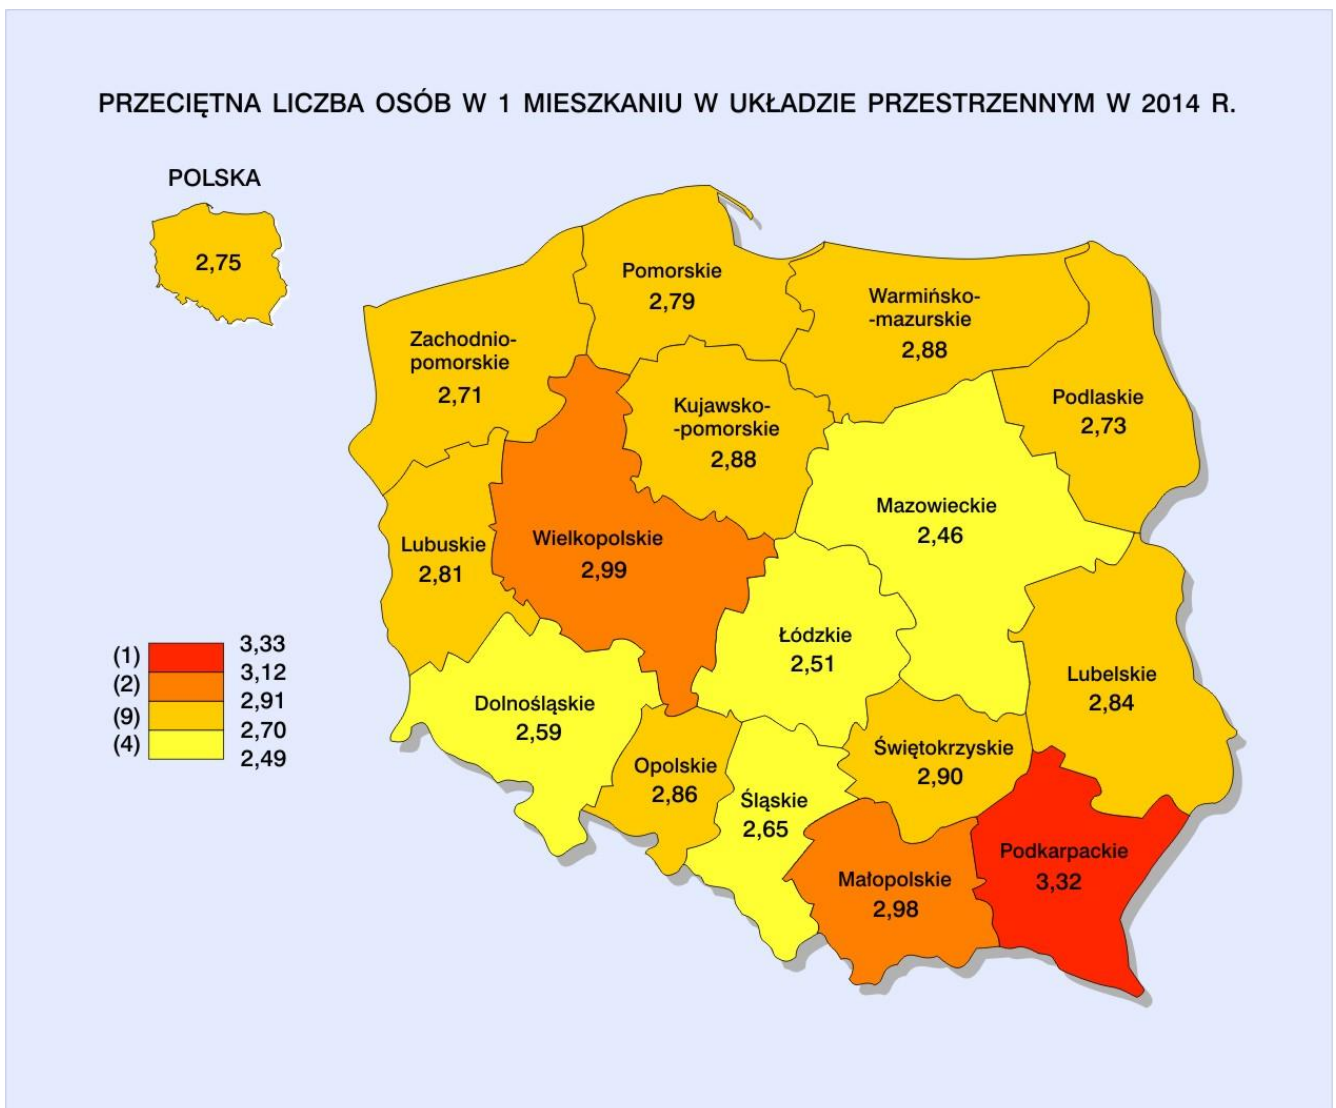 PRZECIĘTNA LICZBA OSÓB W 1 MIESZKANIU W UKŁADZIE PRZESTRZENNYM W 2014 R.
POLSKA
2,75
Pomorskie
2,79
Warmińsko-
-mazurskie
2,88
Zachodnio-
pomorskie
2,71
Kujawsko-
-pomorskie
2,88
Podlaskie
2,73
Mazowieckie
2,46
Lubuskie
2,81
Wielkopolskie
2,99
Łódzkie
2,51
Lubelskie
2,84
Dolnośląskie
2,59
Opolskie
2,86
Śląskie
2,65
Świętokrzyskie
2,90
Małopolskie
2,98
Podkarpackie
3,32
(1)
(2)
(9)
(4)
3,33
3,12
2,91
2,70
2,49